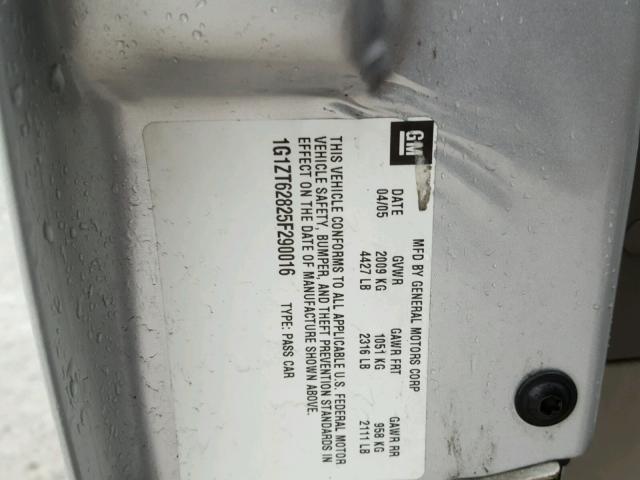 GM
MFD BY GENERAL MOTORS CORP
DATE GVWR GAWR FRT GAWR RR
04/05 2009 KG 1051 KG 958 KG
4427 LB 2316 LB 2111 LB
THIS VEHICLE CONFORMS TO ALL APPLICABLE U.S. FEDERAL MOTOR
VEHICLE SAFETY, BUMPER, AND THEFT PREVENTION STANDARDS IN
EFFECT ON THE DATE OF MANUFACTURE SHOWN ABOVE.
1G1ZT62825F290016 TYPE: PASS CAR